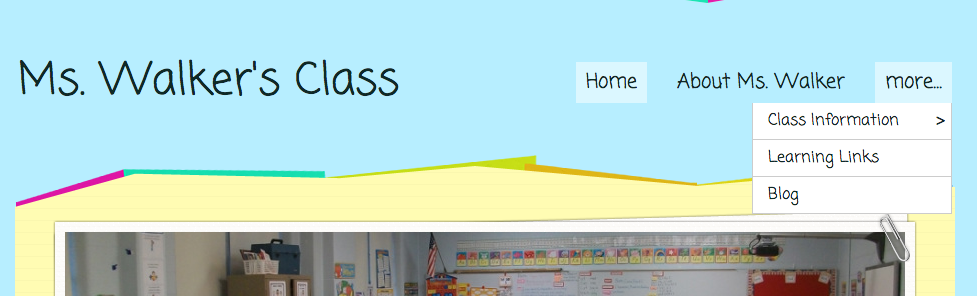 Ms. Walker's Class
Home
About Ms. Walker
more...
Class Information >
Learning Links
Blog